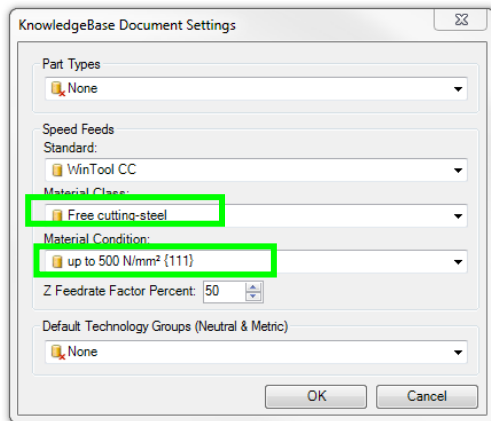 KnowledgeBase Document Settings
Part Types
None
Speed Feeds
Standard:
WinTool CC
Material Class:
Free cutting-steel
Material Condition:
up to 500 N/mm² {111}
Z Feedrate Factor Percent: 50
Default Technology Groups (Neutral & Metric)
None
OK Cancel